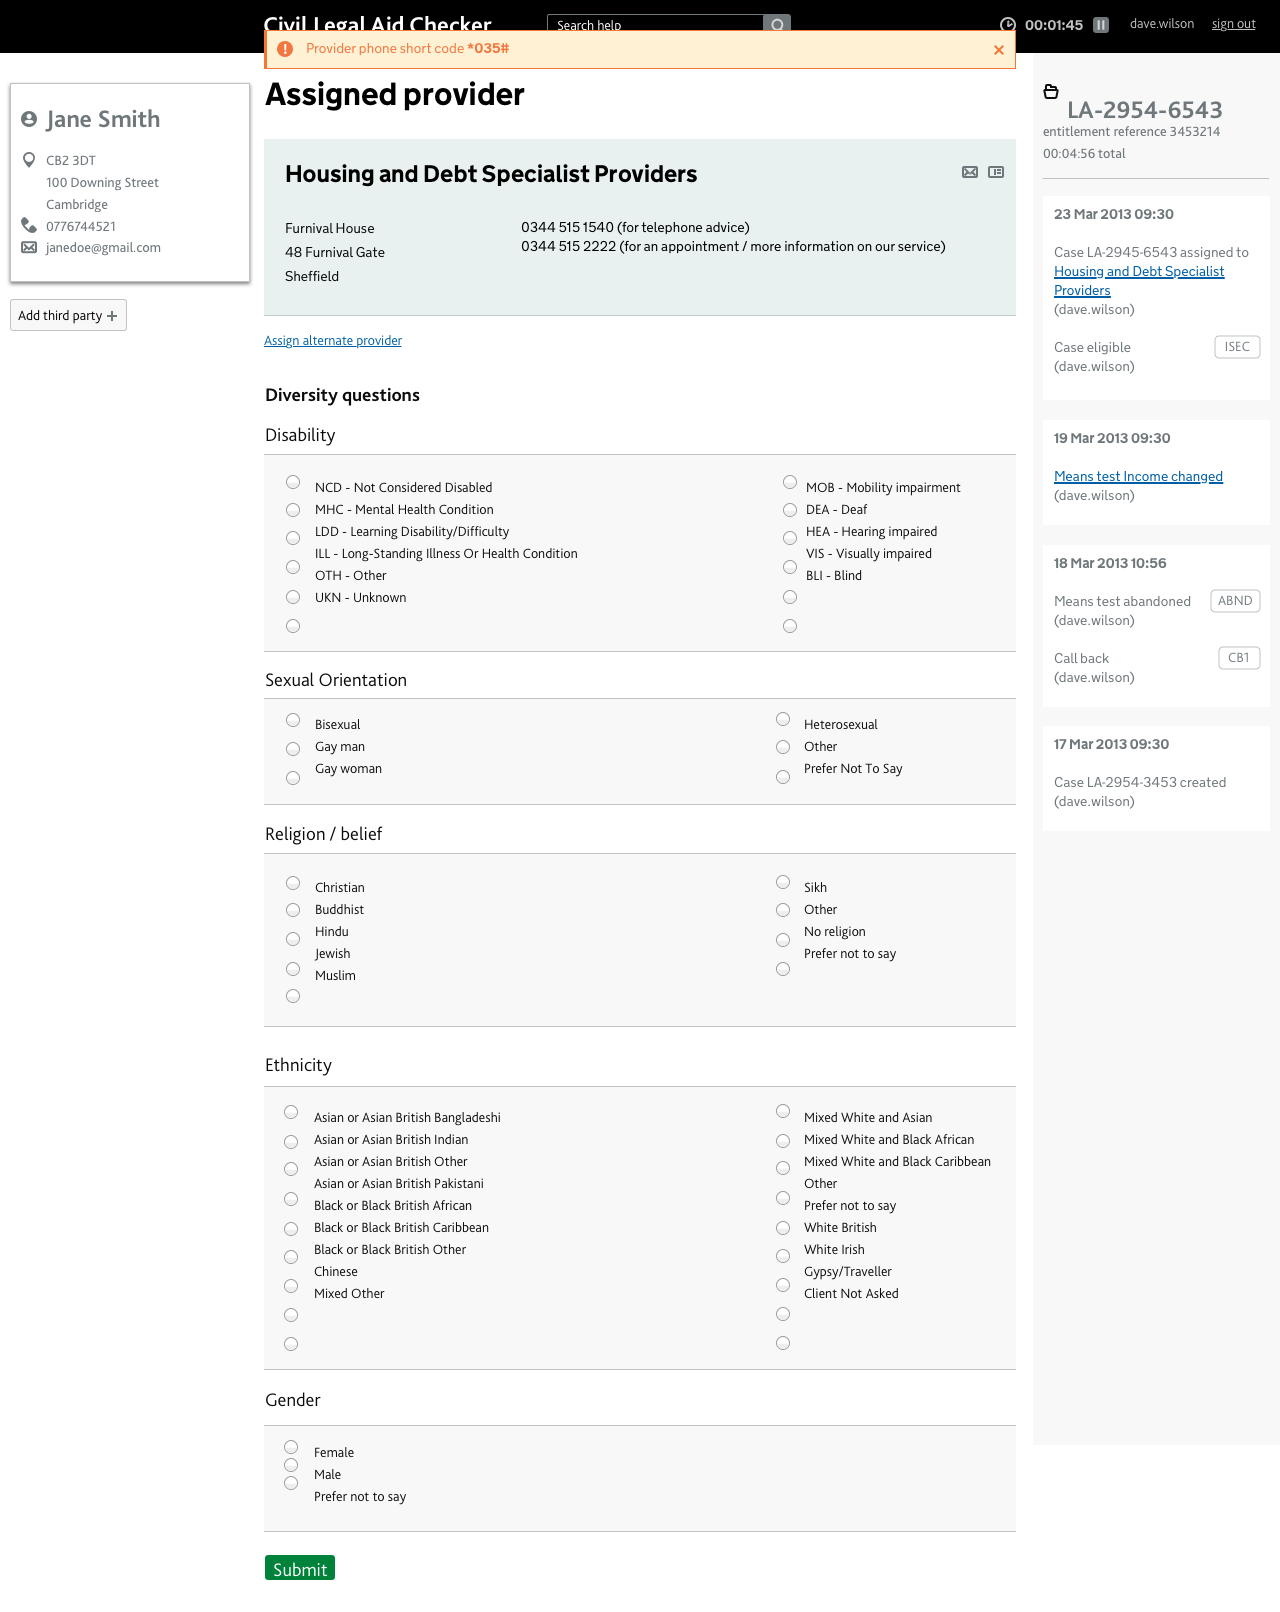 Civil Legal Aid Checker
Search help
00:01:45
dave.wilson
sign out
Provider phone short code *035#
Jane Smith
CB2 3DT
100 Downing Street
Cambridge
0776744521
janedoe@gmail.com
Add third party
Assigned provider
Housing and Debt Specialist Providers
Furnival House
48 Furnival Gate
Sheffield
0344 515 1540 (for telephone advice)
0344 515 2222 (for an appointment / more information on our service)
Assign alternate provider
Diversity questions
Disability
NCD - Not Considered Disabled
MHC - Mental Health Condition
LDD - Learning Disability/Difficulty
ILL - Long-Standing Illness Or Health Condition
OTH - Other
UKN - Unknown
MOB - Mobility impairment
DEA - Deaf
HEA - Hearing impaired
VIS - Visually impaired
BLI - Blind
Sexual Orientation
Bisexual
Gay man
Gay woman
Heterosexual
Other
Prefer Not To Say
Religion / belief
Christian
Buddhist
Hindu
Jewish
Muslim
Sikh
Other
No religion
Prefer not to say
Ethnicity
Asian or Asian British Bangladeshi
Asian or Asian British Indian
Asian or Asian British Other
Asian or Asian British Pakistani
Black or Black British African
Black or Black British Caribbean
Black or Black British Other
Chinese
Mixed Other
Mixed White and Asian
Mixed White and Black African
Mixed White and Black Caribbean
Other
Prefer not to say
White British
White Irish
Gypsy/Traveller
Client Not Asked
Gender
Female
Male
Prefer not to say
Submit
LA-2954-6543
entitlement reference 3453214
00:04:56 total
23 Mar 2013 09:30
Case LA-2945-6543 assigned to
Housing and Debt Specialist
Providers
(dave.wilson)
Case eligible
ISEC
(dave.wilson)
19 Mar 2013 09:30
Means test Income changed
(dave.wilson)
18 Mar 2013 10:56
Means test abandoned
ABND
(dave.wilson)
Call back
CB1
(dave.wilson)
17 Mar 2013 09:30
Case LA-2954-3453 created
(dave.wilson)